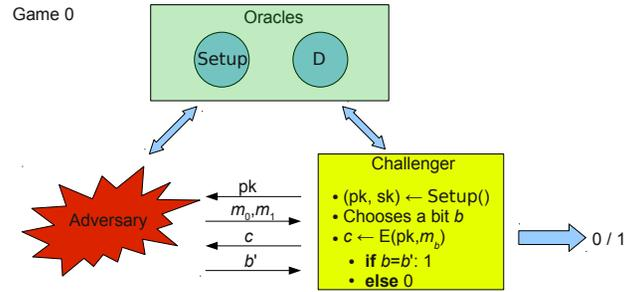 Game 0
Oracles
Setup
D
Challenger
• (pk, sk) ← Setup()
• Chooses a bit b
• c ← E(pk,m_b)
• if b=b': 1
• else 0
Adversary
pk
m₀,m₁
c
b'
0 / 1